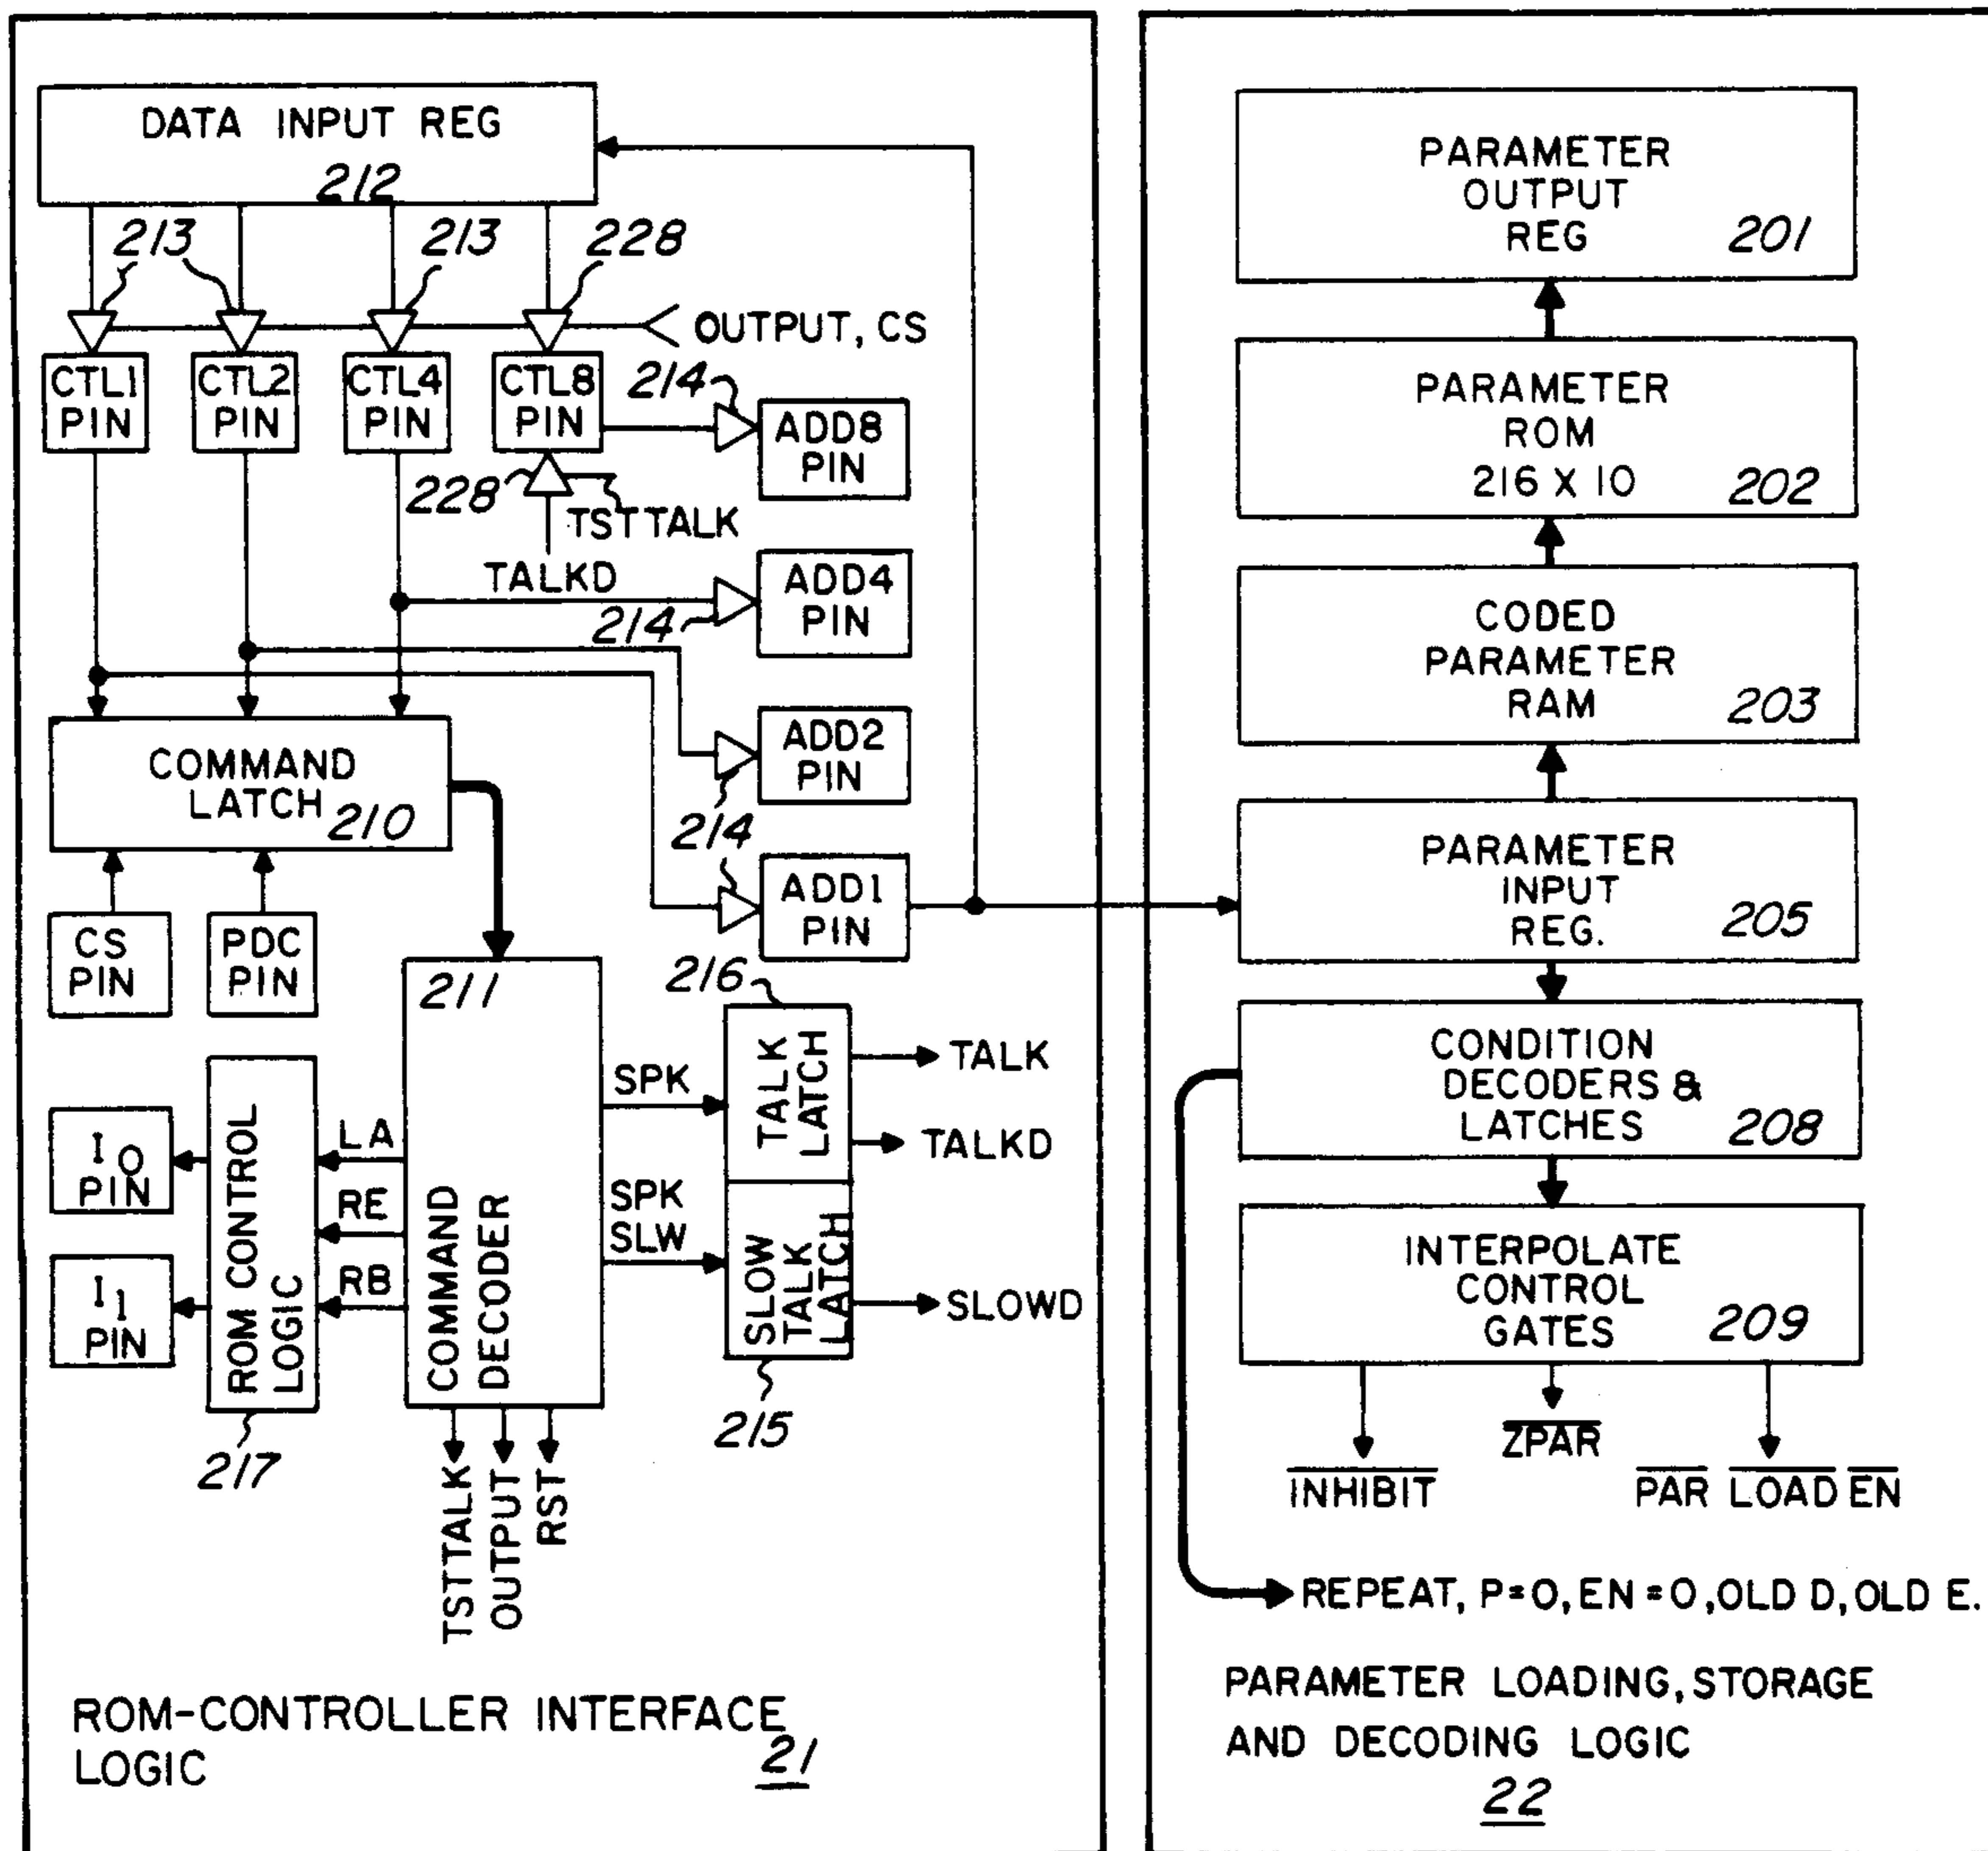 DATA INPUT REG
212
213
213
228
OUTPUT, CS
CTL1
PIN
CTL2
PIN
CTL4
PIN
CTL8
PIN
214
ADD8
PIN
228
TSTTALK
TALKD
214
ADD4
PIN
ADD2
PIN
214
COMMAND
LATCH
210
214
ADD1
PIN
CS
PIN
PDC
PIN
211
COMMAND
DECODER
216
TALK
LATCH
SPK
TALK
TALKD
SPK
SLW
SLOW
TALK
LATCH
SLOWD
215
I0
PIN
I1
PIN
ROM CONTROL
LOGIC
217
LA
RE
RB
TSTTALK
OUTPUT
RST
ROM-CONTROLLER INTERFACE
LOGIC
21
PARAMETER
OUTPUT
REG
201
PARAMETER
ROM
216 X 10
202
CODED
PARAMETER
RAM
203
PARAMETER
INPUT
REG.
205
CONDITION
DECODERS &
LATCHES
208
INTERPOLATE
CONTROL
GATES
209
INHIBIT
ZPAR
PAR LOAD EN
REPEAT, P=0, EN=0, OLD D, OLD E.
PARAMETER LOADING, STORAGE
AND DECODING LOGIC
22